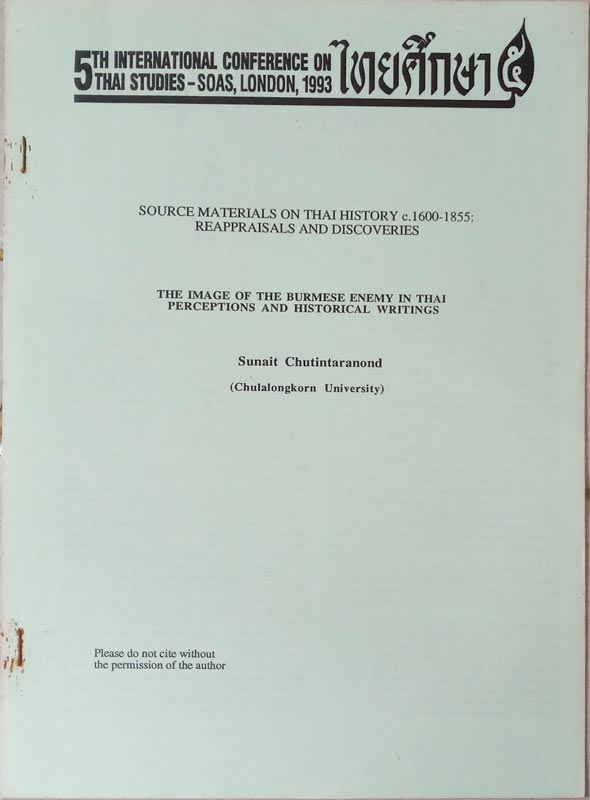 5TH INTERNATIONAL CONFERENCE ON
THAI STUDIES – SOAS, LONDON, 1993
ไทยศึกษา ๕
SOURCE MATERIALS ON THAI HISTORY c.1600-1855:
REAPPRAISALS AND DISCOVERIES
THE IMAGE OF THE BURMESE ENEMY IN THAI
PERCEPTIONS AND HISTORICAL WRITINGS
Sunait Chutintaranond
(Chulalongkorn University)
Please do not cite without
the permission of the author